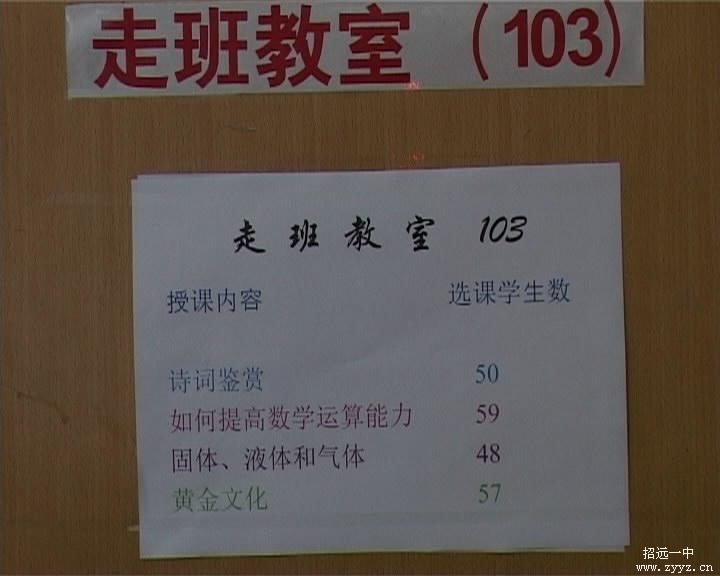 走班教室（103）
走班教室 103
授课内容 选课学生数
诗词鉴赏 50
如何提高数学运算能力 59
固体、液体和气体 48
黄金文化 57
招远一中
www.zyyz.cn